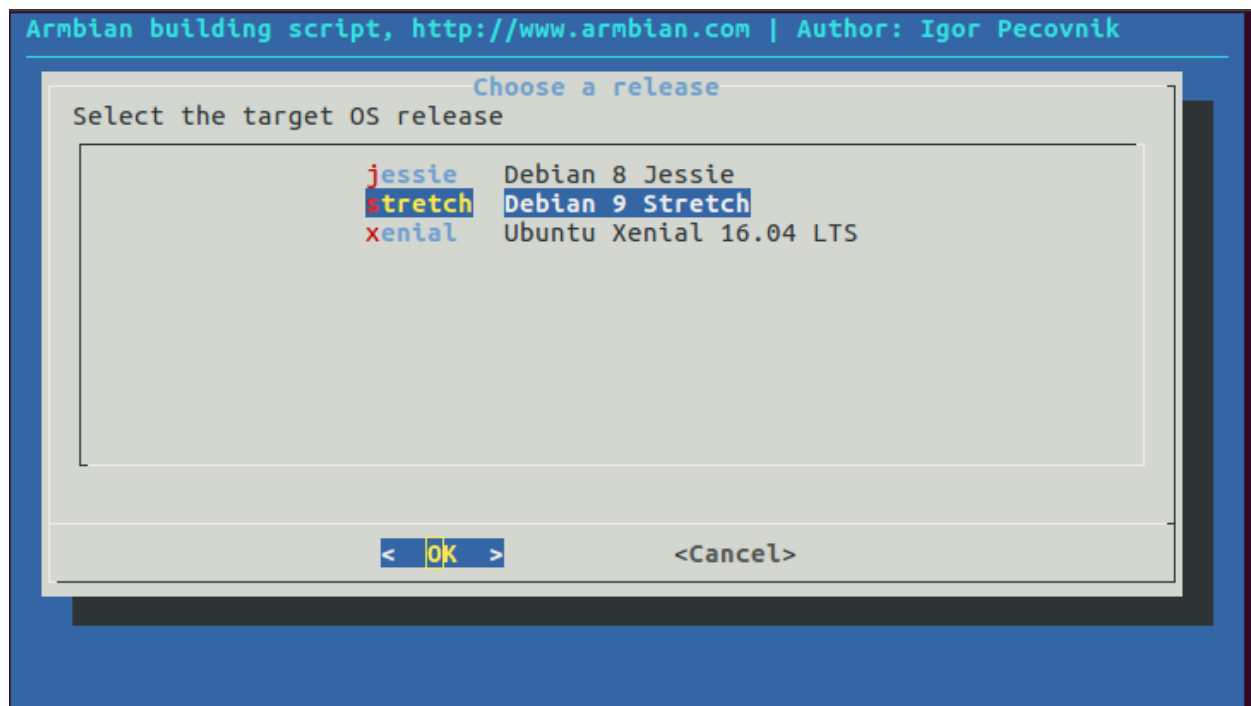 Armbian building script, http://www.armbian.com | Author: Igor Pecovnik
Choose a release
Select the target OS release
jessie Debian 8 Jessie
stretch Debian 9 Stretch
xenial Ubuntu Xenial 16.04 LTS
< OK > <Cancel>